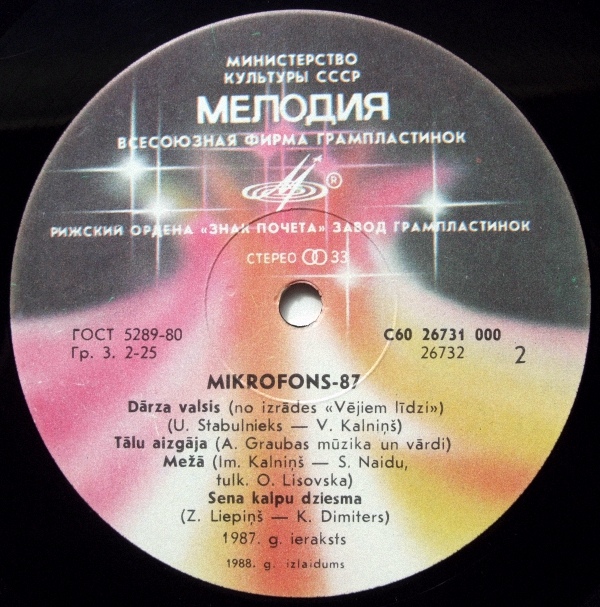 МИНИСТЕРСТВО
КУЛЬТУРЫ СССР
МЕЛОДИЯ
ВСЕСОЮЗНАЯ ФИРМА ГРАМПЛАСТИНОК
®
РИЖСКИЙ ОРДЕНА «ЗНАК ПОЧЕТА» ЗАВОД ГРАМПЛАСТИНОК
СТЕРЕО 33
ГОСТ 5289-80 С60 26731 000
Гр. 3. 2-25 26732 2
MIKROFONS-87
Dārza valsis (no izrādes «Vējiem līdzi»)
(U. Stabulnieks — V. Kalniņš)
Tālu aizgāja (A. Graubas mūzika un vārdi)
Mežā (Im. Kalniņš — S. Naidu,
tulk. O. Lisovska)
Sena kalpu dziesma
(Z. Liepiņš — K. Dimiters)
1987. g. ieraksts
1988. g. izlaidums